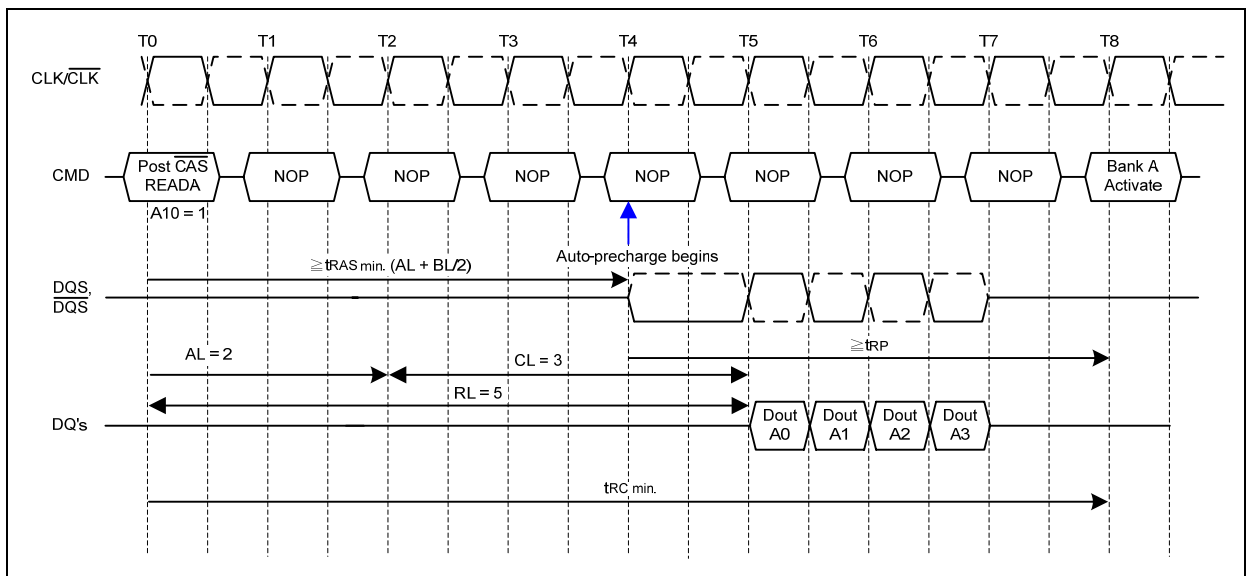 T0 T1 T2 T3 T4 T5 T6 T7 T8
CLK/CLK
CMD
Post CAS READA
NOP
NOP
NOP
NOP
NOP
NOP
NOP
Bank A Activate
A10 = 1
Auto-precharge begins
≧tRAS min. (AL + BL/2)
DQS,
DQS
≧tRP
AL = 2
CL = 3
RL = 5
DQ's
Dout A0
Dout A1
Dout A2
Dout A3
tRC min.